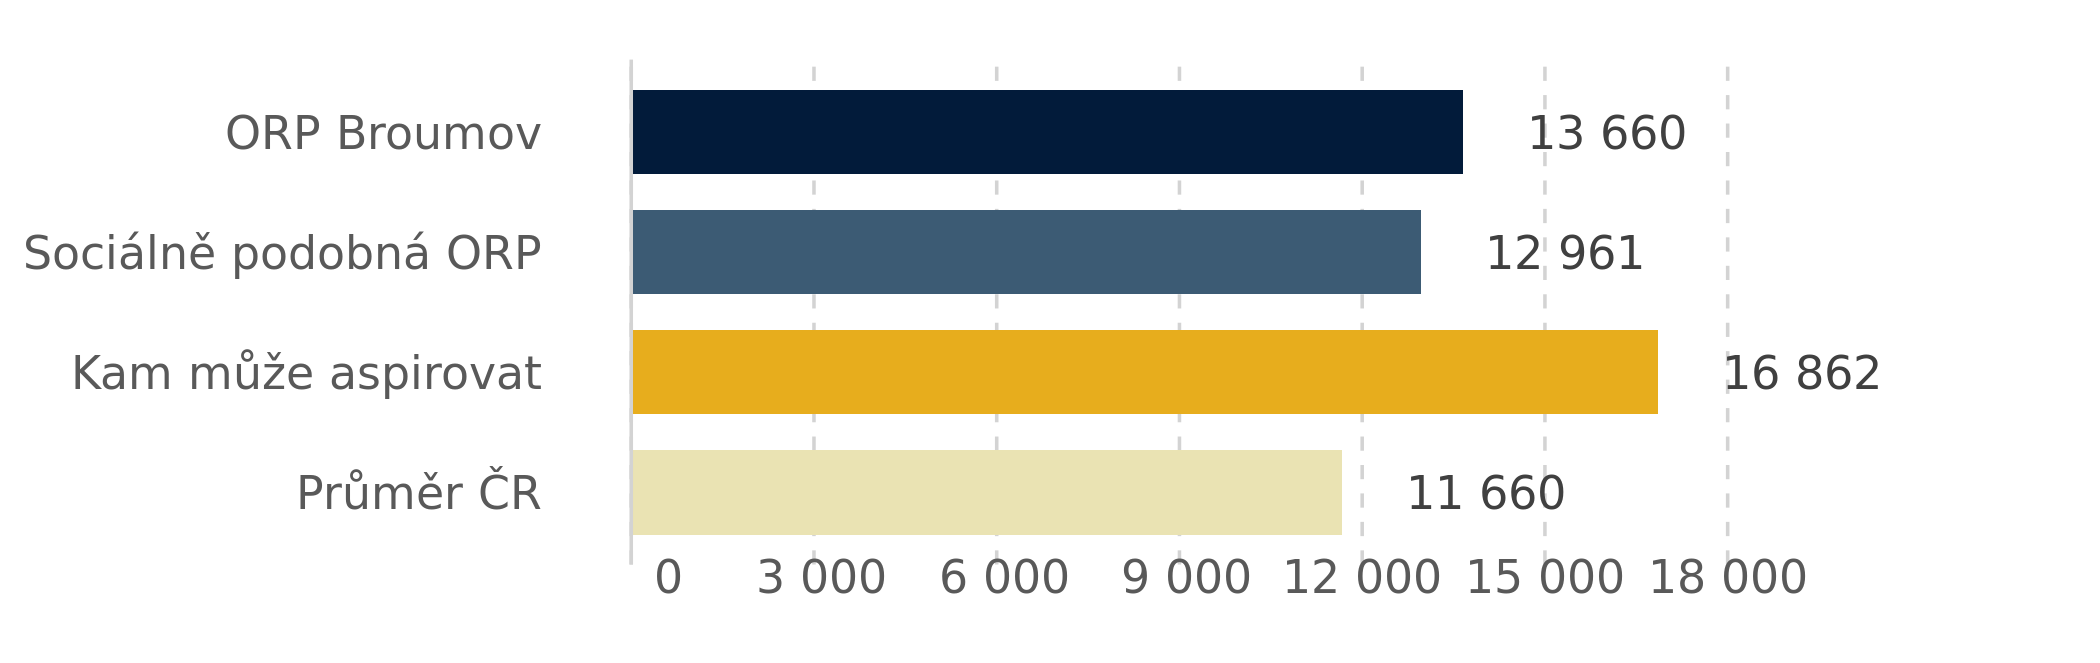 ORP Broumov 13 660
Sociálně podobná ORP 12 961
Kam může aspirovat 16 862
Průměr ČR 11 660
0 3 000 6 000 9 000 12 000 15 000 18 000